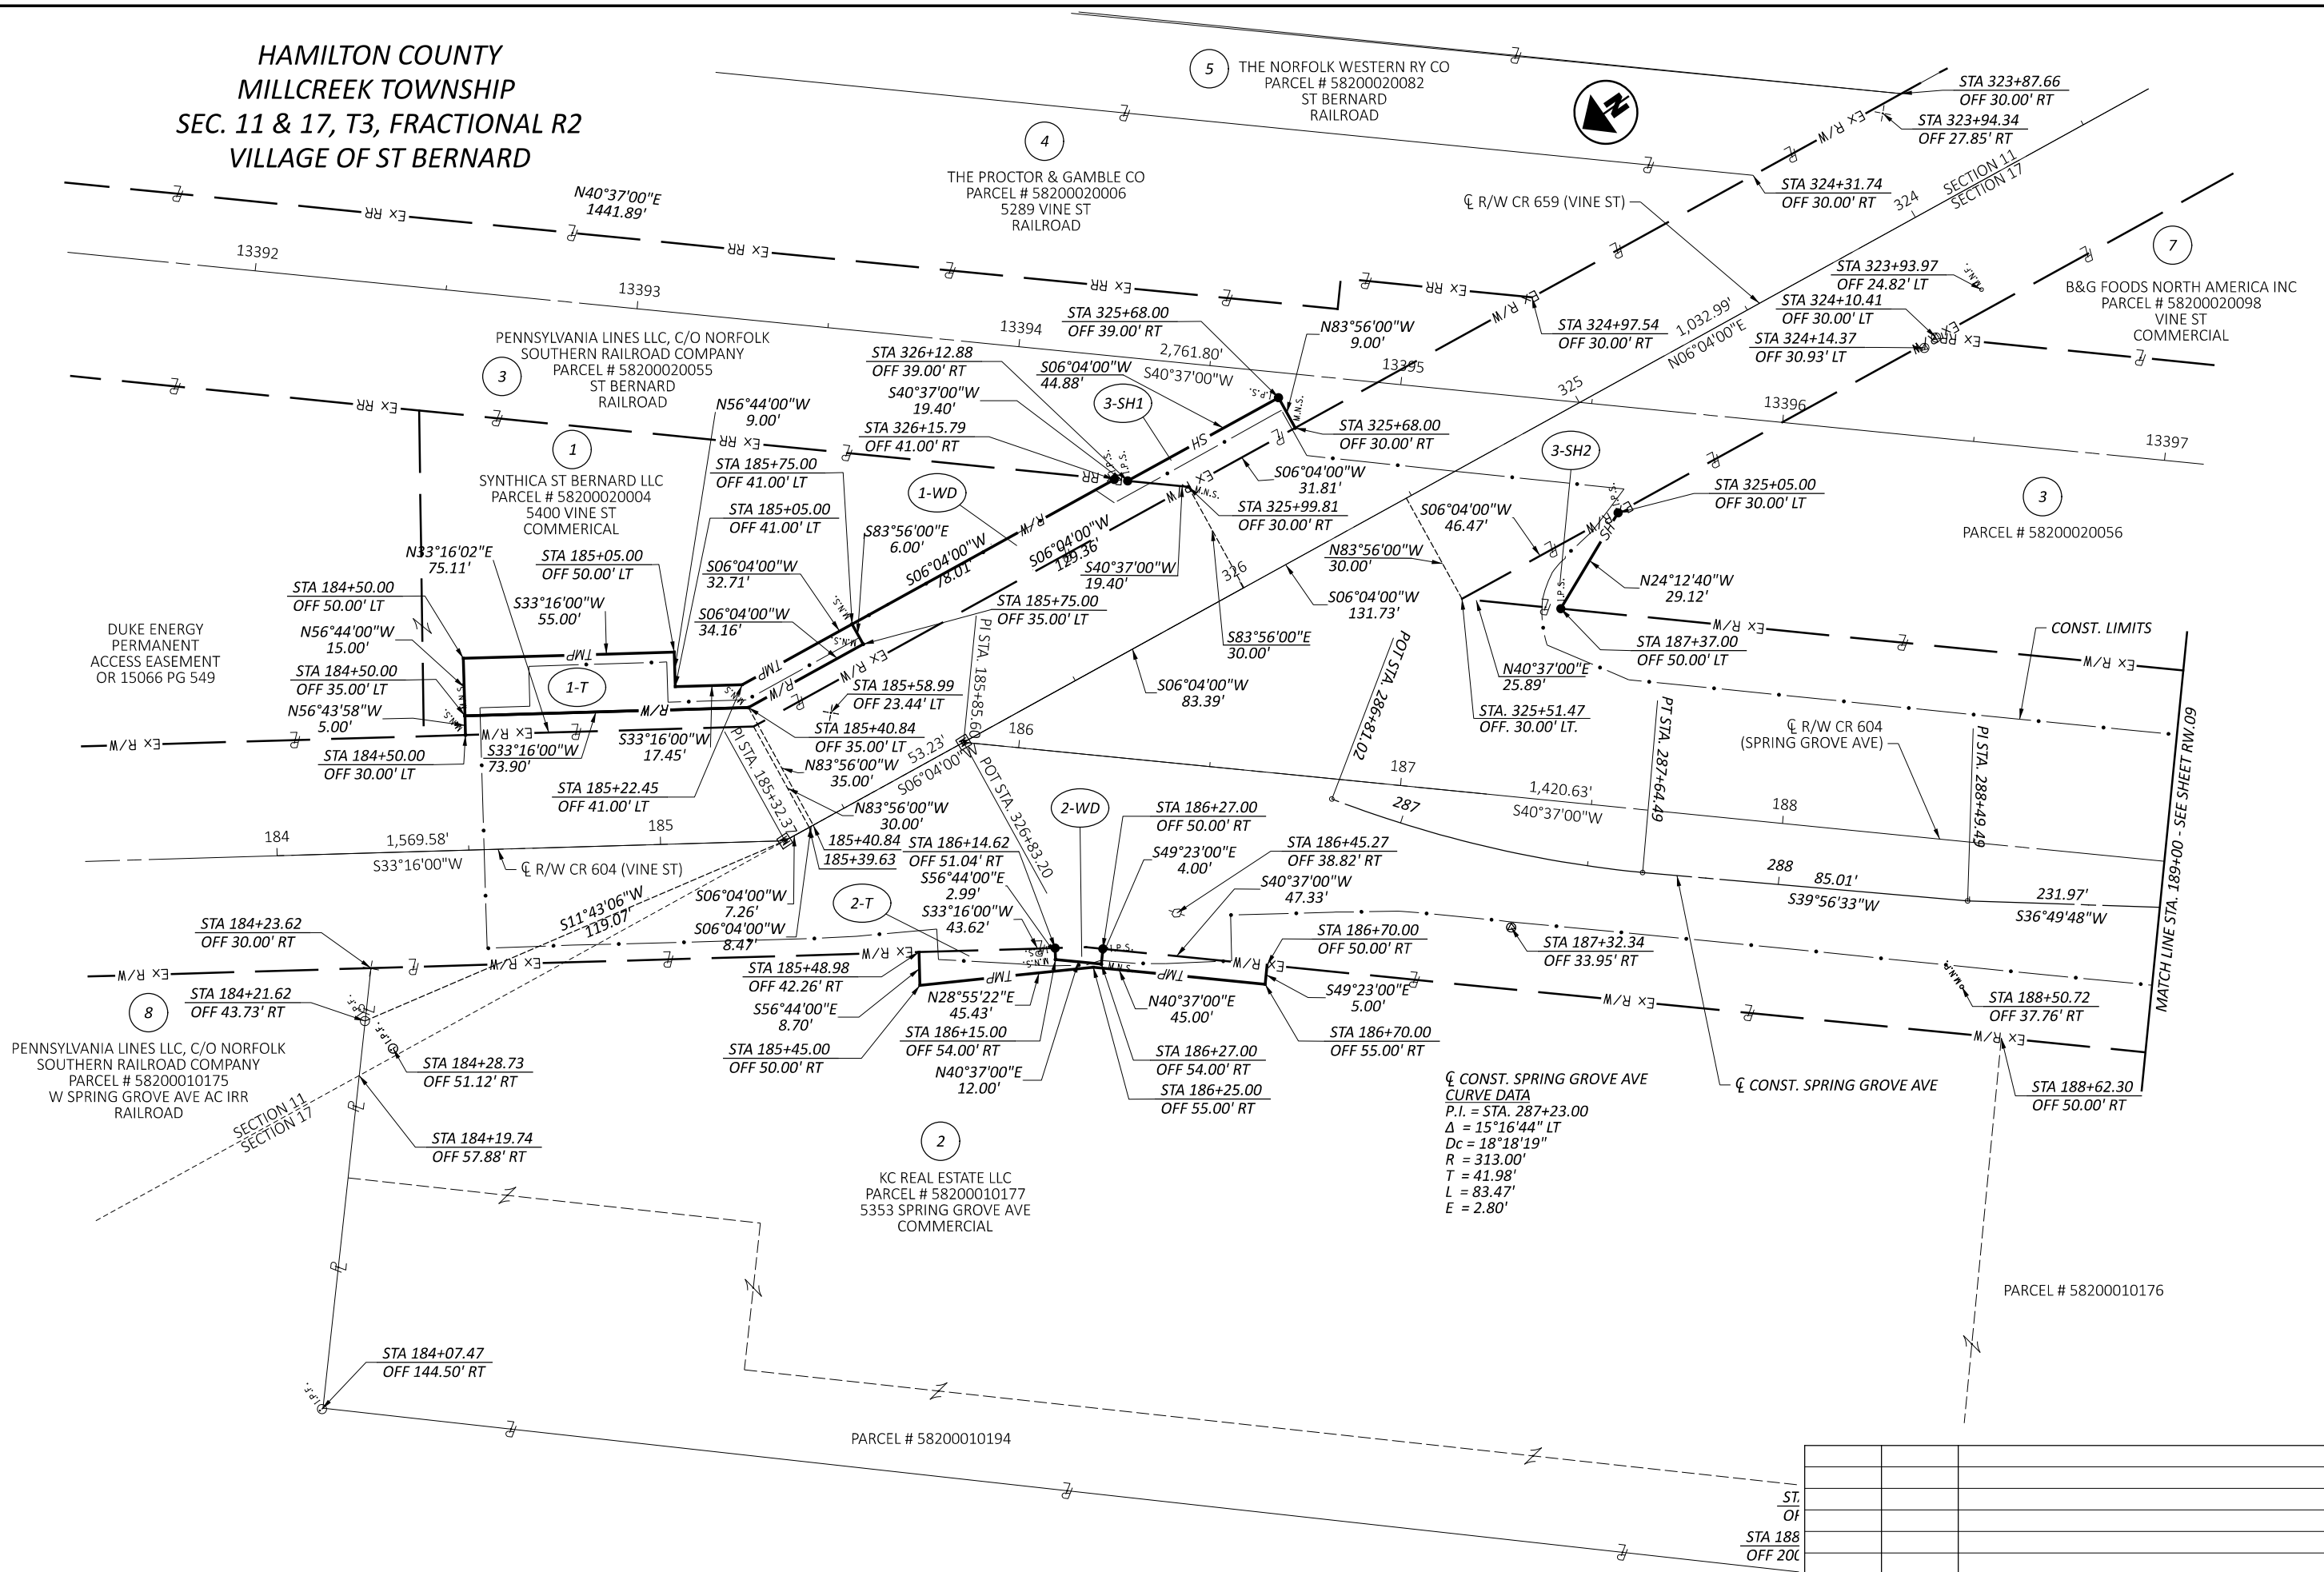 HAMILTON COUNTY
MILLCREEK TOWNSHIP
SEC. 11 & 17, T3, FRACTIONAL R2
VILLAGE OF ST BERNARD
5
THE NORFOLK WESTERN RY CO
PARCEL # 58200020082
ST BERNARD
RAILROAD
N
STA 323+87.66
OFF 30.00' RT
STA 323+94.34
OFF 27.85' RT
4
THE PROCTOR & GAMBLE CO
PARCEL # 58200020006
5289 VINE ST
RAILROAD
STA 324+31.74
OFF 30.00' RT
℄ R/W CR 659 (VINE ST)
324
SECTION 11
SECTION 17
N40°37'00"E
1441.89'
Ex RR
Ex RR
Ex RR
Ex RR
Ex R/W
Ex R/W
13392
13393
13394
13395
13396
13397
7
B&G FOODS NORTH AMERICA INC
PARCEL # 58200020098
VINE ST
COMMERCIAL
STA 323+93.97
OFF 24.82' LT
STA 324+10.41
OFF 30.00' LT
STA 324+14.37
OFF 30.93' LT
Ex RR
1,032.99'
N06°04'00"E
STA 324+97.54
OFF 30.00' RT
STA 325+68.00
OFF 39.00' RT
N83°56'00"W
9.00'
2,761.80'
S40°37'00"W
325
PENNSYLVANIA LINES LLC, C/O NORFOLK
SOUTHERN RAILROAD COMPANY
PARCEL # 58200020055
ST BERNARD
RAILROAD
3
STA 326+12.88
OFF 39.00' RT
S06°04'00"W
44.88'
S40°37'00"W
19.40'
3-SH1
STA 326+15.79
OFF 41.00' RT
N56°44'00"W
9.00'
Ex RR
Ex RR
1
SYNTHICA ST BERNARD LLC
PARCEL # 58200020004
5400 VINE ST
COMMERICAL
STA 185+75.00
OFF 41.00' LT
1-WD
STA 325+68.00
OFF 30.00' RT
I.P.S.
M.N.S.
SH
3-SH2
S06°04'00"W
31.81'
STA 325+05.00
OFF 30.00' LT
3
PARCEL # 58200020056
STA 185+05.00
OFF 41.00' LT
S83°56'00"E
6.00'
STA 325+99.81
OFF 30.00' RT
S06°04'00"W
46.47'
N33°16'02"E
75.11'
STA 185+05.00
OFF 50.00' LT
S06°04'00"W
32.71'
S06°04'00"W
78.01'
S06°04'00"W
129.36'
S40°37'00"W
19.40'
326
N83°56'00"W
30.00'
N24°12'40"W
29.12'
STA 184+50.00
OFF 50.00' LT
S33°16'00"W
55.00'
S06°04'00"W
34.16'
STA 185+75.00
OFF 35.00' LT
S06°04'00"W
131.73'
DUKE ENERGY
PERMANENT
ACCESS EASEMENT
OR 15066 PG 549
N56°44'00"W
15.00'
S83°56'00"E
30.00'
STA 187+37.00
OFF 50.00' LT
CONST. LIMITS
Ex R/W
Ex R/W
STA 184+50.00
OFF 35.00' LT
1-T
TMP
TMP
R/W
R/W
STA 185+58.99
OFF 23.44' LT
PI STA. 185+85.60
S06°04'00"W
83.39'
POT STA. 286+81.02
N40°37'00"E
25.89'
N56°43'58"W
5.00'
Ex R/W
Ex R/W
STA 184+50.00
OFF 30.00' LT
S33°16'00"W
73.90'
S33°16'00"W
17.45'
STA 185+40.84
OFF 35.00' LT
STA. 325+51.47
OFF. 30.00' LT.
PT STA. 287+64.49
℄ R/W CR 604
(SPRING GROVE AVE)
PI STA. 288+49.49
MATCH LINE STA. 189+00 - SEE SHEET RW.09
PI STA. 185+32.37
N83°56'00"W
35.00'
53.23'
S06°04'00"W
186
187
188
STA 185+22.45
OFF 41.00' LT
POT STA. 326+83.20
N83°56'00"W
30.00'
2-WD
STA 186+27.00
OFF 50.00' RT
287
1,420.63'
S40°37'00"W
184
1,569.58'
S33°16'00"W
185
℄ R/W CR 604 (VINE ST)
185+40.84
185+39.63
STA 186+14.62
OFF 51.04' RT
S49°23'00"E
4.00'
STA 186+45.27
OFF 38.82' RT
288
85.01'
S39°56'33"W
231.97'
S36°49'48"W
S56°44'00"E
2.99'
S40°37'00"W
47.33'
S11°43'06"W
119.07'
S06°04'00"W
7.26'
2-T
S33°16'00"W
43.62'
S06°04'00"W
8.47'
STA 184+23.62
OFF 30.00' RT
STA 186+70.00
OFF 50.00' RT
STA 187+32.34
OFF 33.95' RT
Ex R/W
Ex R/W
Ex R/W
Ex R/W
Ex R/W
Ex R/W
STA 185+48.98
OFF 42.26' RT
TMP
TMP
STA 184+21.62
OFF 43.73' RT
N28°55'22"E
45.43'
N40°37'00"E
45.00'
S49°23'00"E
5.00'
STA 188+50.72
OFF 37.76' RT
8
S56°44'00"E
8.70'
STA 186+15.00
OFF 54.00' RT
STA 186+70.00
OFF 55.00' RT
PENNSYLVANIA LINES LLC, C/O NORFOLK
SOUTHERN RAILROAD COMPANY
PARCEL # 58200010175
W SPRING GROVE AVE AC IRR
RAILROAD
STA 184+28.73
OFF 51.12' RT
STA 185+45.00
OFF 50.00' RT
N40°37'00"E
12.00'
STA 186+27.00
OFF 54.00' RT
STA 186+25.00
OFF 55.00' RT
℄ CONST. SPRING GROVE AVE
CURVE DATA
P.I. = STA. 287+23.00
Δ = 15°16'44" LT
Dc = 18°18'19"
R = 313.00'
T = 41.98'
L = 83.47'
E = 2.80'
℄ CONST. SPRING GROVE AVE
STA 188+62.30
OFF 50.00' RT
SECTION 11
SECTION 17
STA 184+19.74
OFF 57.88' RT
2
KC REAL ESTATE LLC
PARCEL # 58200010177
5353 SPRING GROVE AVE
COMMERCIAL
PARCEL # 58200010176
STA 184+07.47
OFF 144.50' RT
I.P.F.
PARCEL # 58200010194
STA 188